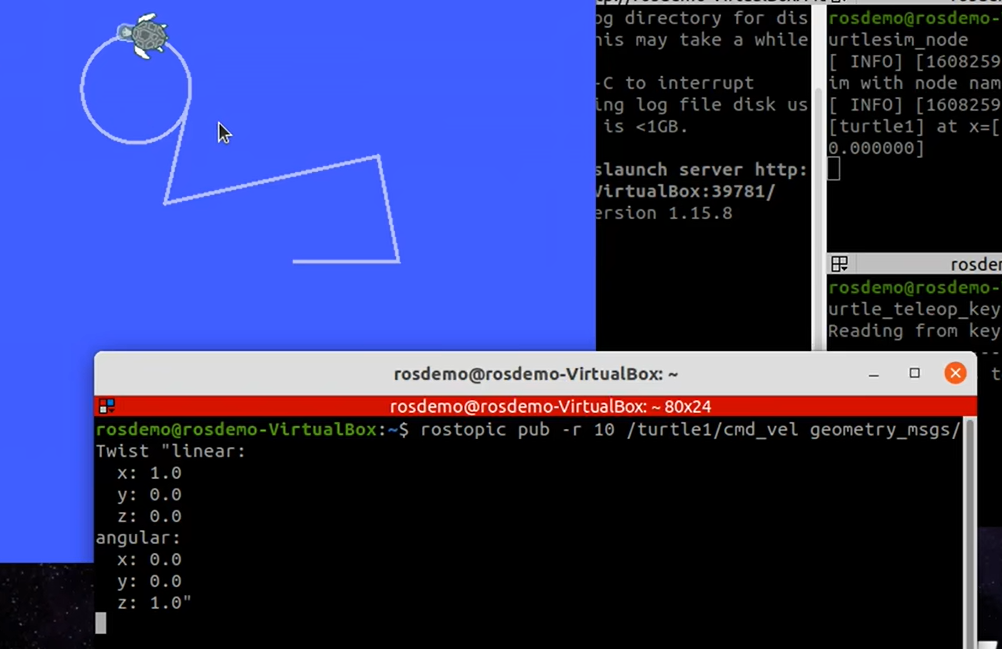 og directory for dis
his may take a while
-C to interrupt
ing log file disk us
is <1GB.
slaunch server http:
VirtualBox:39781/
ersion 1.15.8
rosdemo@rosdemo-
urtlesim_node
[ INFO] [1608259
im with node nam
[ INFO] [1608259
[turtle1] at x=[
0.000000]
rosdem
rosdemo@rosdemo-
urtle_teleop_key
Reading from key
--
t
rosdemo@rosdemo-VirtualBox: ~
rosdemo@rosdemo-VirtualBox: ~ 80x24
rosdemo@rosdemo-VirtualBox:~$ rostopic pub -r 10 /turtle1/cmd_vel geometry_msgs/
Twist "linear:
x: 1.0
y: 0.0
z: 0.0
angular:
x: 0.0
y: 0.0
z: 1.0"